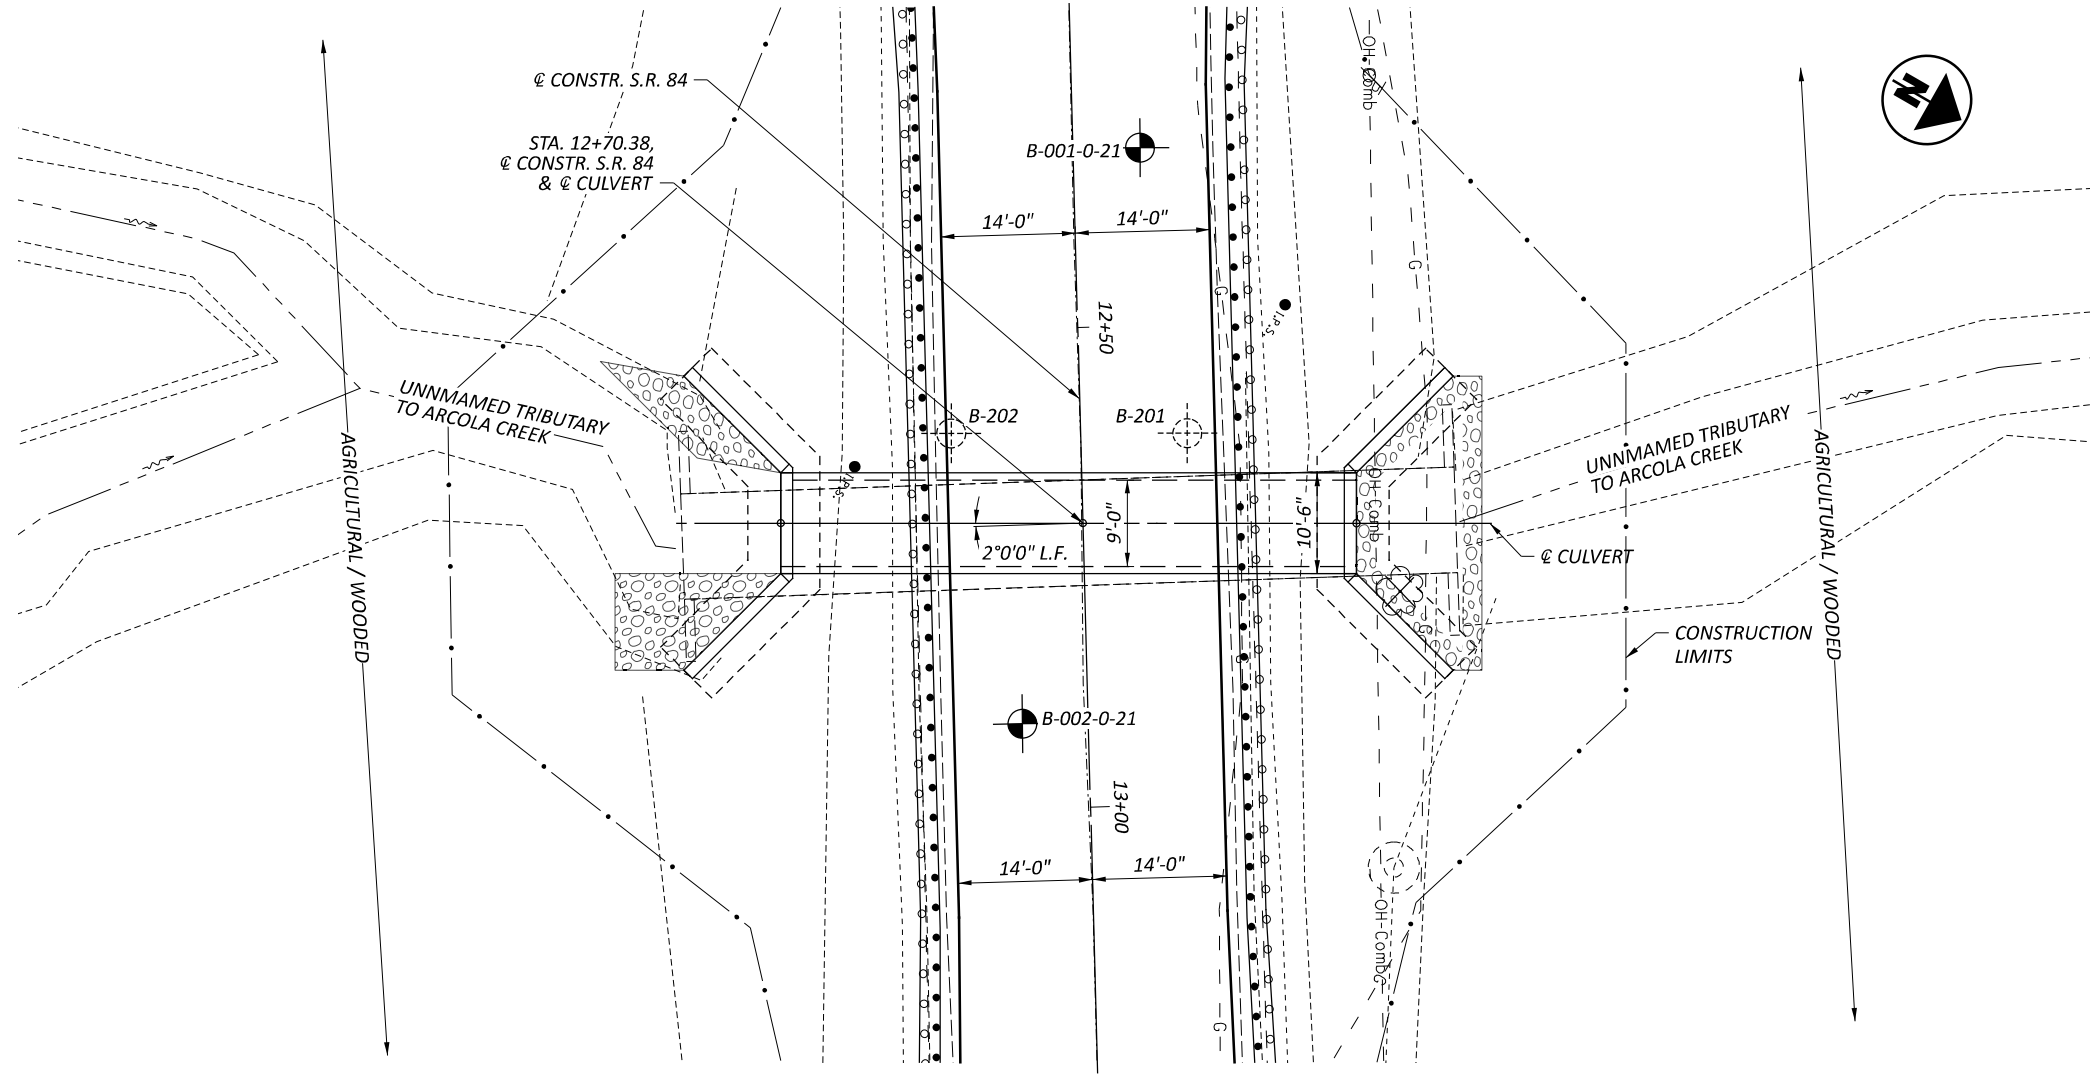 ℄ CONSTR. S.R. 84
STA. 12+70.38,
℄ CONSTR. S.R. 84
& ℄ CULVERT
B-001-0-21
OH-Comb
N
14'-0"
14'-0"
G
G
12+50
I.P.S.
UNNMAMED TRIBUTARY
TO ARCOLA CREEK
B-202
B-201
AGRICULTURAL / WOODED
I.P.S.
9'-0"
10'-6"
OH-Comb
UNNMAMED TRIBUTARY
TO ARCOLA CREEK
AGRICULTURAL / WOODED
2°0'0" L.F.
℄ CULVERT
G
CONSTRUCTION
LIMITS
B-002-0-21
13+00
14'-0"
14'-0"
OH-Comb
G
G